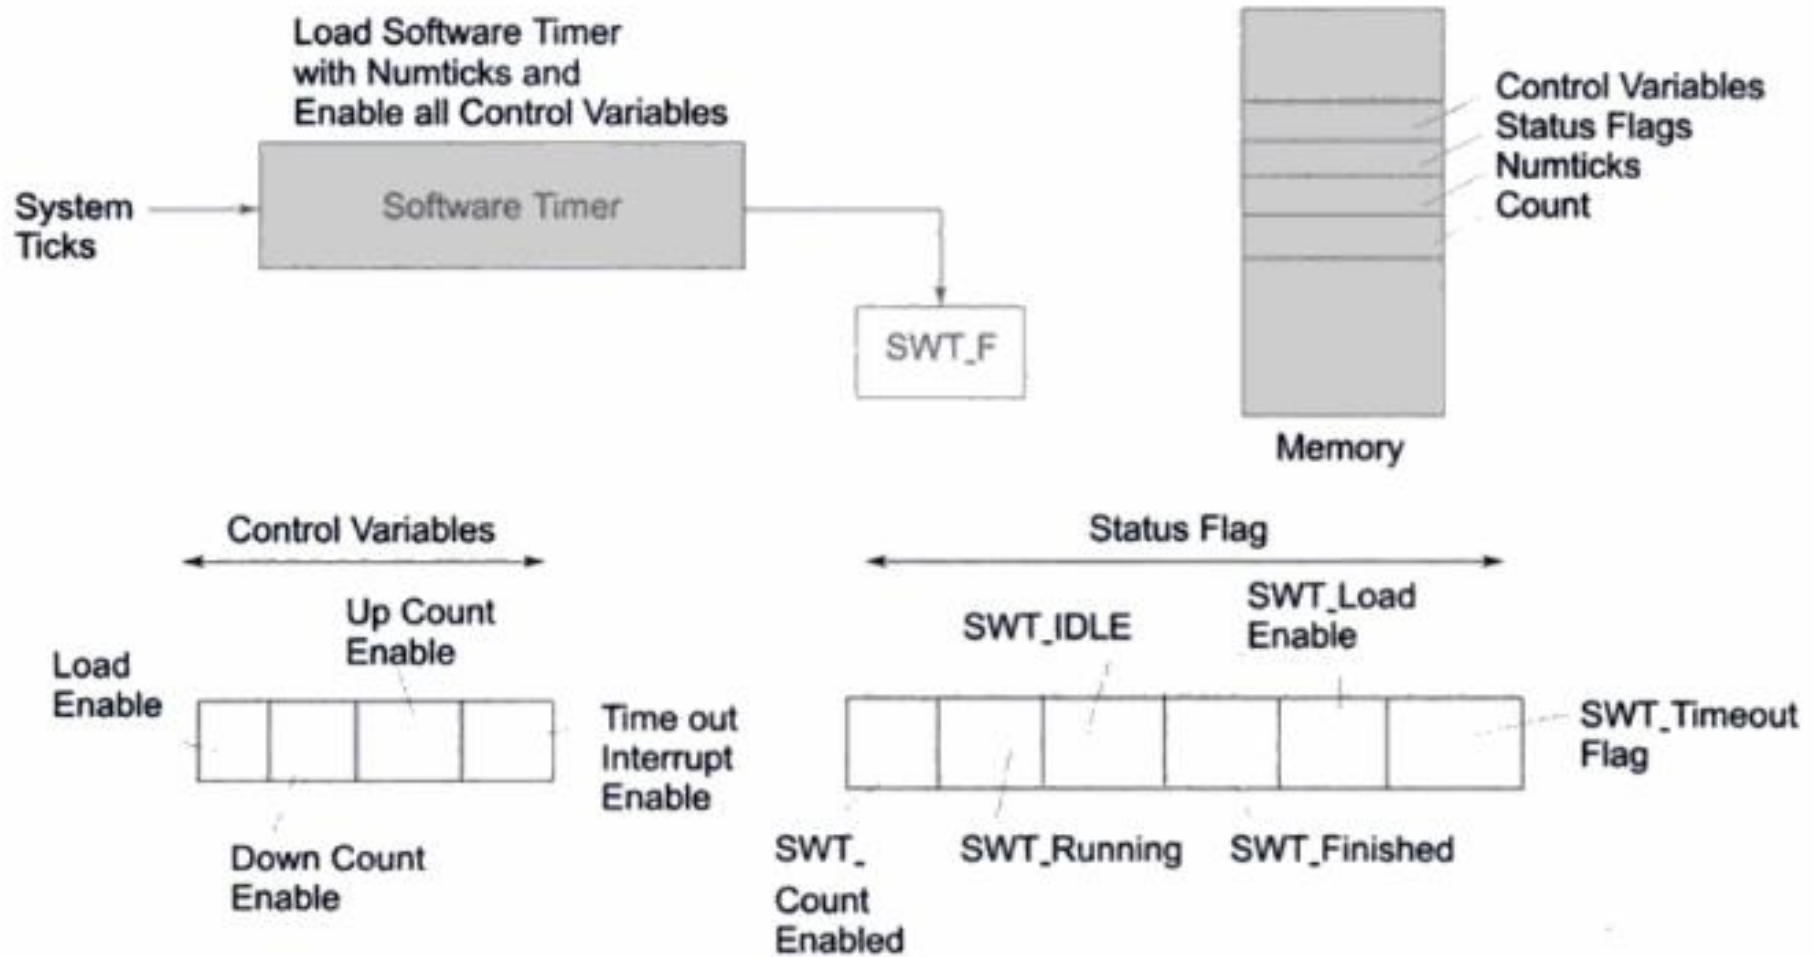 Load Software Timer
with Numticks and
Enable all Control Variables
System
Ticks
Software Timer
SWT_F
Control Variables
Status Flags
Numticks
Count
Memory
Control Variables
Up Count
Enable
Load
Enable
Time out
Interrupt
Enable
Down Count
Enable
Status Flag
SWT_IDLE
SWT_Load
Enable
SWT_Timeout
Flag
SWT_
Count
Enabled
SWT_Running
SWT_Finished